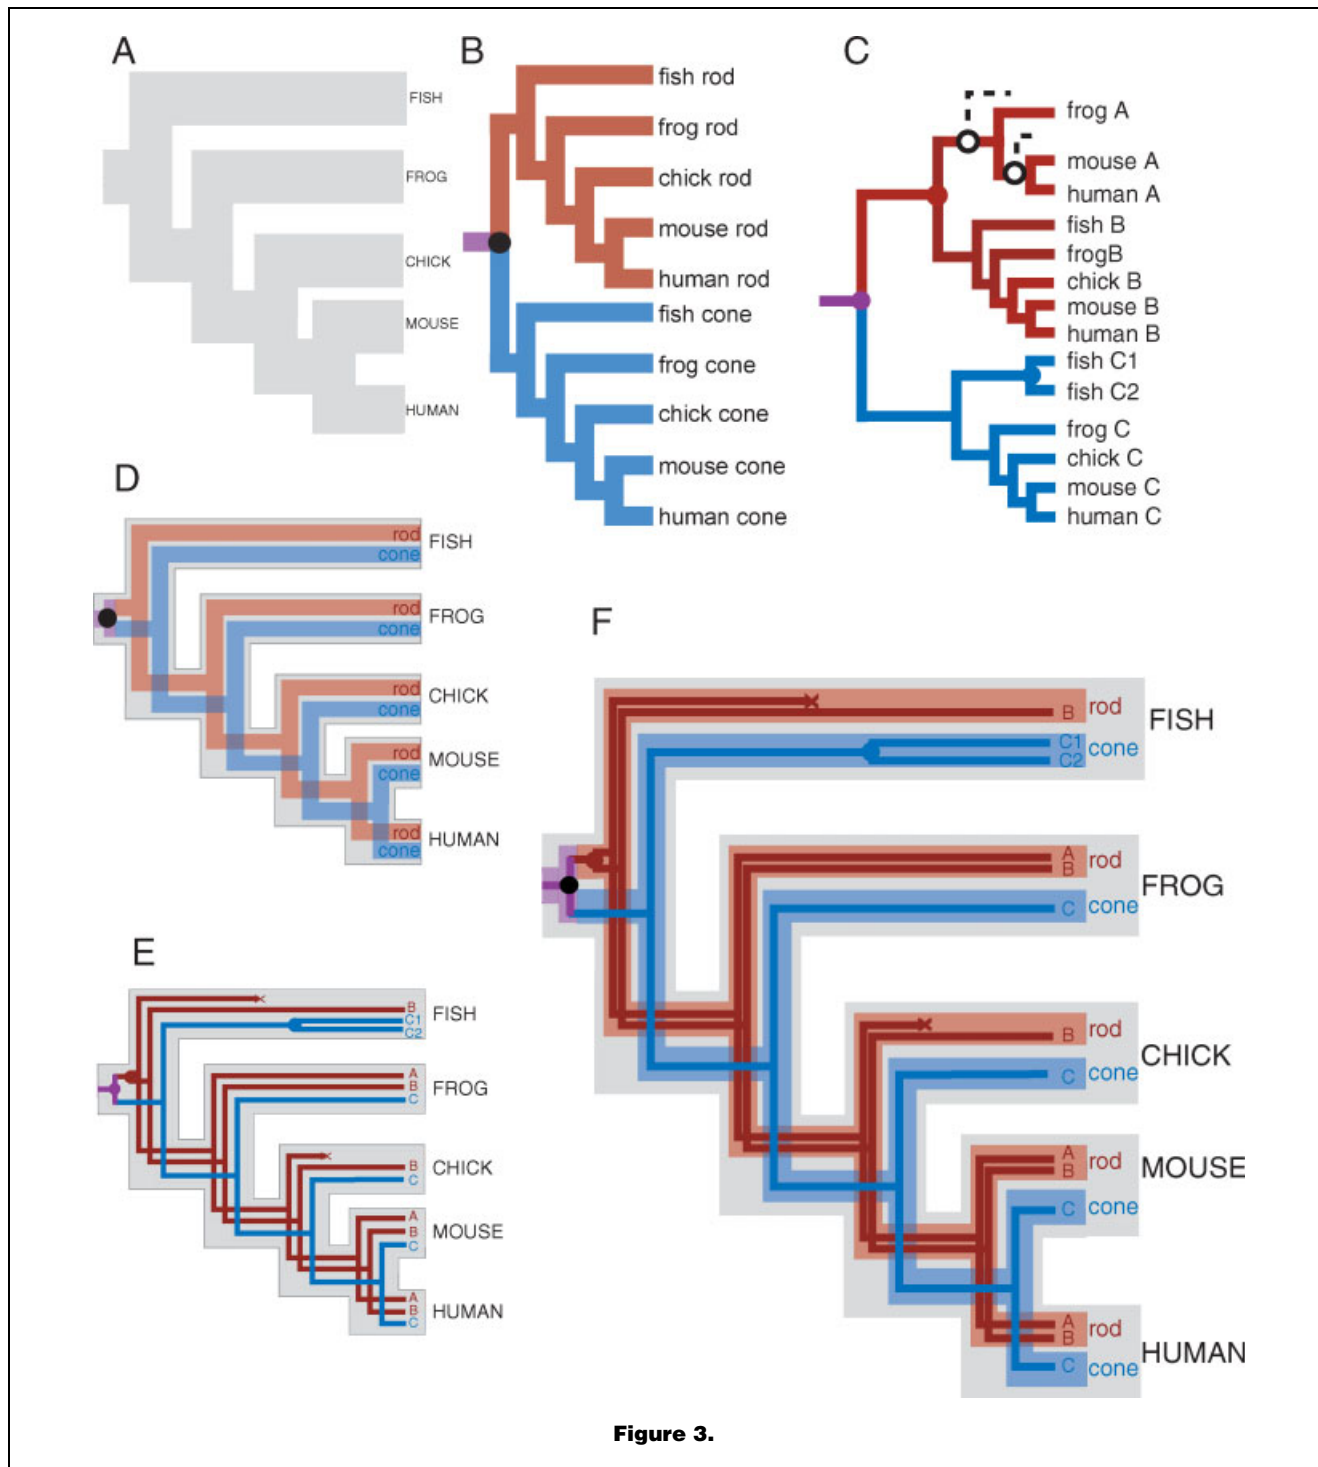 A
FISH
FROG
CHICK
MOUSE
HUMAN
B
fish rod
frog rod
chick rod
mouse rod
human rod
fish cone
frog cone
chick cone
mouse cone
human cone
C
frog A
mouse A
human A
fish B
frogB
chick B
mouse B
human B
fish C1
fish C2
frog C
chick C
mouse C
human C
D
rod
cone
FISH
rod
cone
FROG
rod
cone
CHICK
rod
cone
MOUSE
rod
cone
HUMAN
E
B
C1
C2
FISH
A
B
C
FROG
B
C
CHICK
A
B
C
MOUSE
A
B
C
HUMAN
F
B rod
C1
C2
cone
FISH
A
B
rod
C cone
FROG
B rod
C cone
CHICK
A
B
rod
C cone
MOUSE
A
B
rod
C cone
HUMAN
Figure 3.